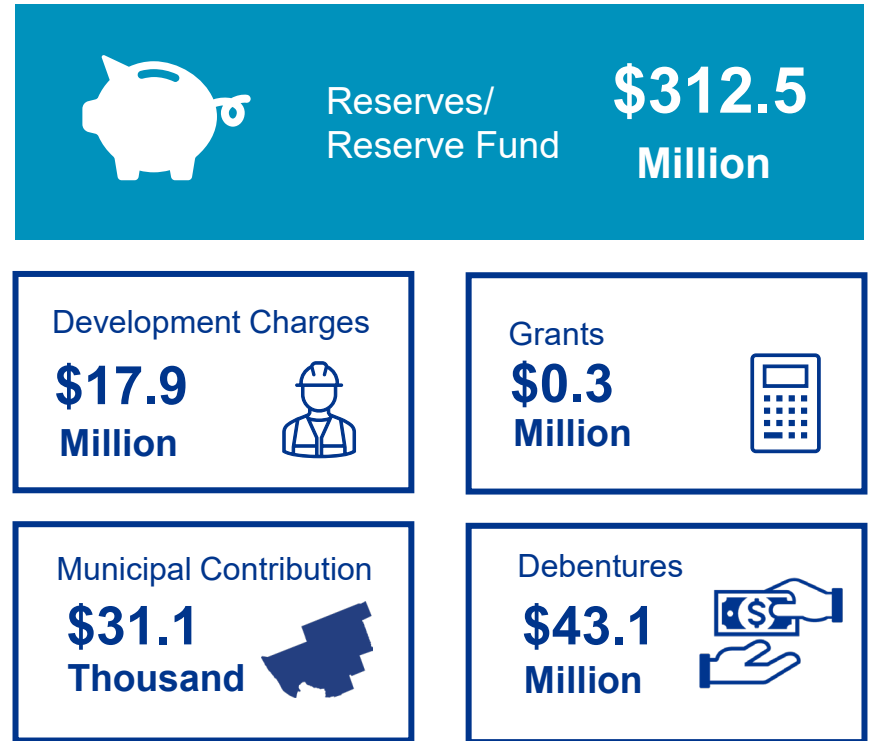 Reserves/
Reserve Fund
$312.5
Million
Development Charges
$17.9
Million
Grants
$0.3
Million
Municipal Contribution
$31.1
Thousand
Debentures
$43.1
Million